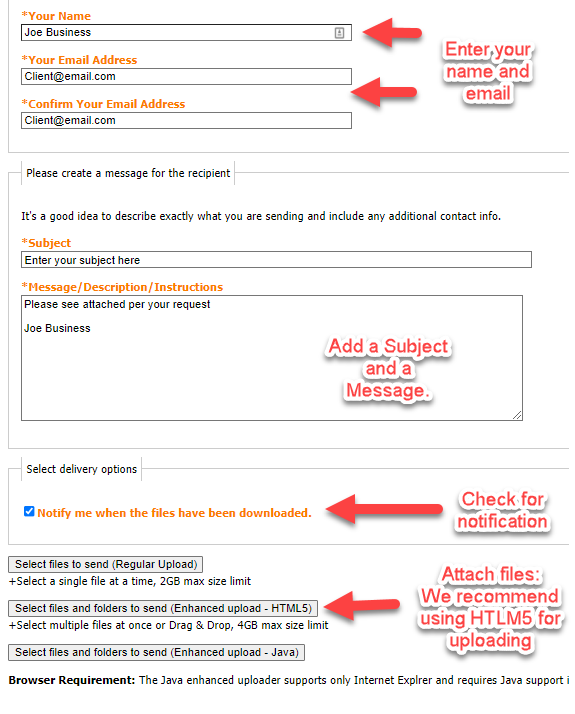 *Your Name
Joe Business
*Your Email Address
Client@email.com
*Confirm Your Email Address
Client@email.com
Enter your
name and
email
Please create a message for the recipient
It's a good idea to describe exactly what you are sending and include any additional contact info.
*Subject
Enter your subject here
*Message/Description/Instructions
Please see attached per your request
Joe Business
Add a Subject
and a
Message.
Select delivery options
Notify me when the files have been downloaded.
Check for
notification
Select files to send (Regular Upload)
+Select a single file at a time, 2GB max size limit
Select files and folders to send (Enhanced upload - HTML5)
+Select multiple files at once or Drag & Drop, 4GB max size limit
Attach files:
We recommend
using HTLM5 for
uploading
Select files and folders to send (Enhanced upload - Java)
Browser Requirement: The Java enhanced uploader supports only Internet Explrer and requires Java support i